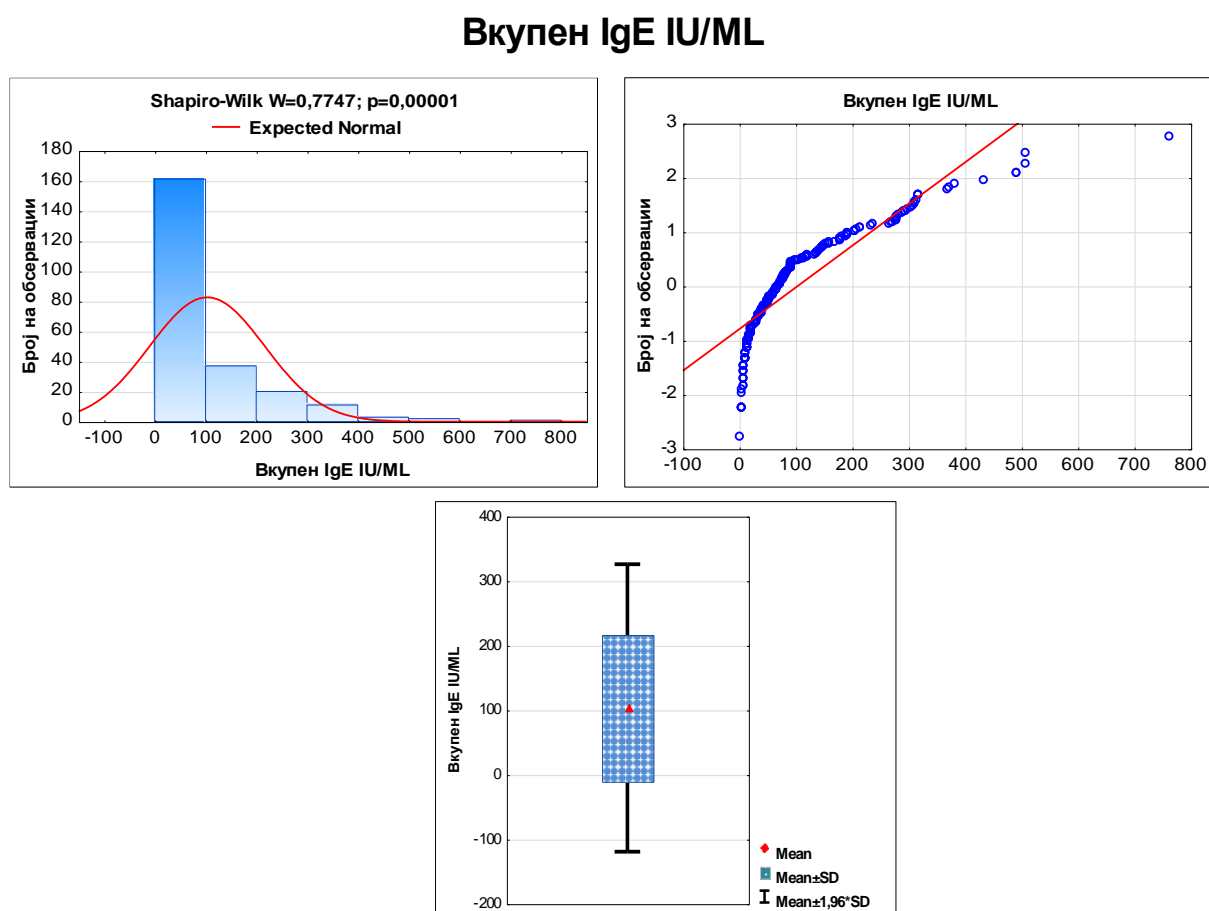 Вкупен IgE IU/ML
Shapiro-Wilk W=0,7747; p=0,00001
Expected Normal
180
160
140
120
100
80
60
40
20
0
Број на обсервации
-100 0 100 200 300 400 500 600 700 800
Вкупен IgE IU/ML
Вкупен IgE IU/ML
3
2
1
0
-1
-2
-3
Број на обсервации
-100 0 100 200 300 400 500 600 700 800
400
300
200
100
0
-100
-200
Вкупен IgE IU/ML
Mean
Mean±SD
Mean±1,96*SD